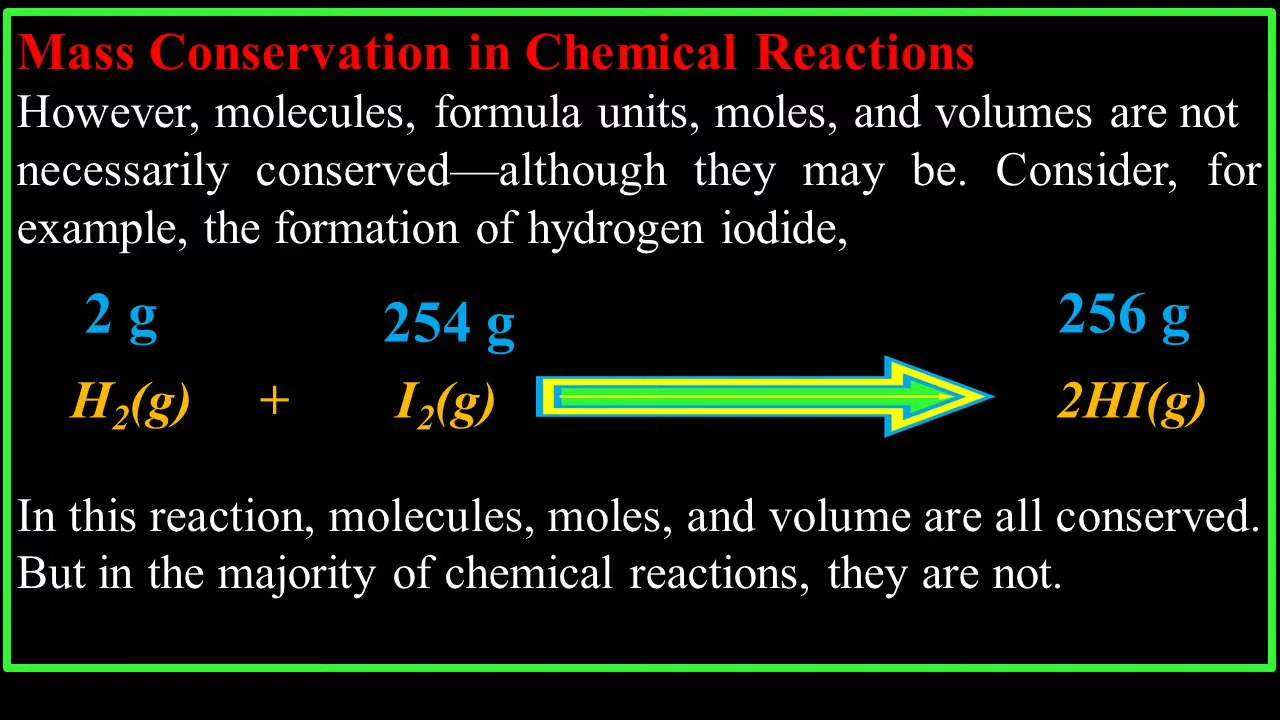 Mass Conservation in Chemical Reactions
However, molecules, formula units, moles, and volumes are not
necessarily conserved—although they may be. Consider, for
example, the formation of hydrogen iodide,
2 g 254 g 256 g
H₂(g) + I₂(g) 2HI(g)
In this reaction, molecules, moles, and volume are all conserved.
But in the majority of chemical reactions, they are not.